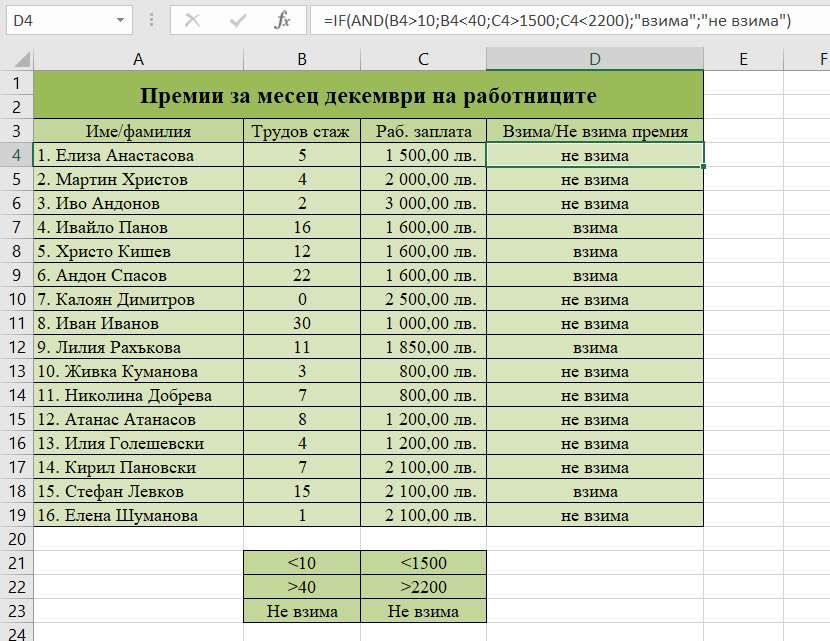 D4 fx =IF(AND(B4>10;B4<40;C4>1500;C4<2200);"взима";"не взима")
A B C D E F
1
2 Премии за месец декември на работниците
3 Име/фамилия Трудов стаж Раб. заплата Взима/Не взима премия
4 1. Елиза Анастасова 5 1 500,00 лв. не взима
5 2. Мартин Христов 4 2 000,00 лв. не взима
6 3. Иво Андонов 2 3 000,00 лв. не взима
7 4. Ивайло Панов 16 1 600,00 лв. взима
8 5. Христо Кишев 12 1 600,00 лв. взима
9 6. Андон Спасов 22 1 600,00 лв. взима
10 7. Калоян Димитров 0 2 500,00 лв. не взима
11 8. Иван Иванов 30 1 000,00 лв. не взима
12 9. Лилия Рахъкова 11 1 850,00 лв. взима
13 10. Живка Куманова 3 800,00 лв. не взима
14 11. Николина Добрева 7 800,00 лв. не взима
15 12. Атанас Атанасов 8 1 200,00 лв. не взима
16 13. Илия Голешевски 4 1 200,00 лв. не взима
17 14. Кирил Пановски 7 2 100,00 лв. не взима
18 15. Стефан Левков 15 2 100,00 лв. взима
19 16. Елена Шуманова 1 2 100,00 лв. не взима
20
21 <10 <1500
22 >40 >2200
23 Не взима Не взима
24